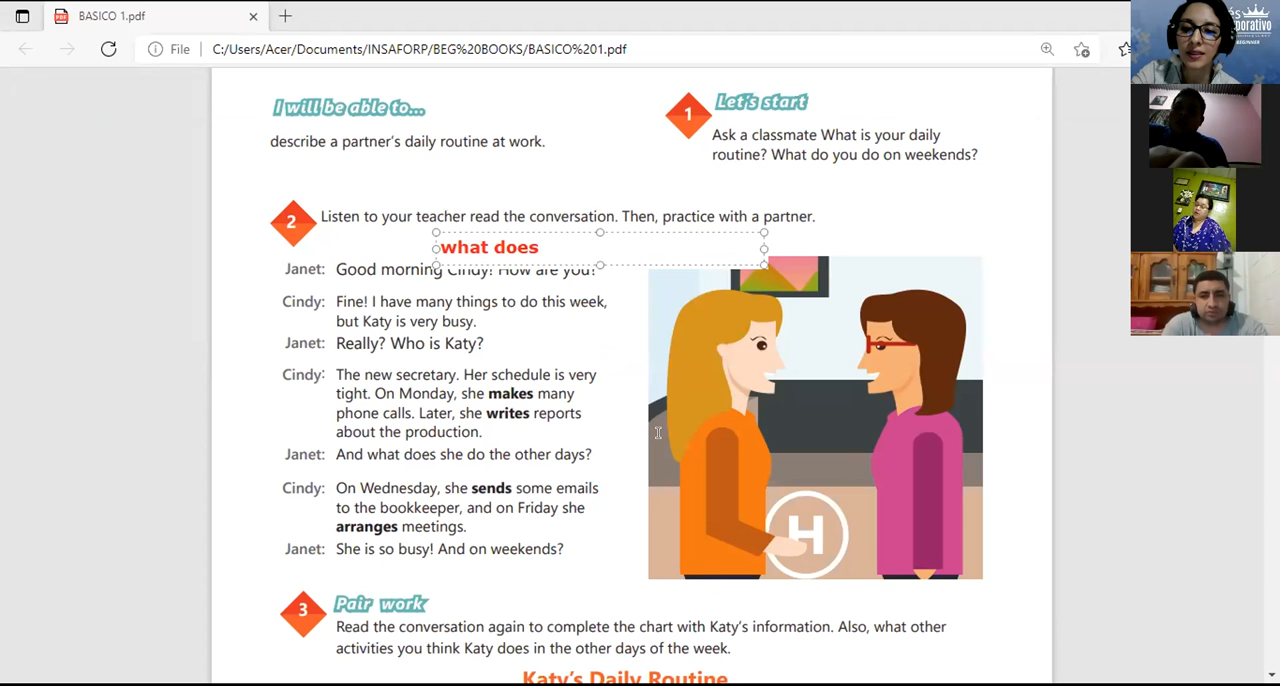 BASICO 1.pdf
File C:/Users/Acer/Documents/INSAFORP/BEG%20BOOKS/BASICO%201.pdf
I will be able to...
describe a partner's daily routine at work.
1
Let's start
Ask a classmate What is your daily
routine? What do you do on weekends?
2
Listen to your teacher read the conversation. Then, practice with a partner.
what does
Janet: Good morning Cindy! How are you?
Cindy: Fine! I have many things to do this week,
but Katy is very busy.
Janet: Really? Who is Katy?
Cindy: The new secretary. Her schedule is very
tight. On Monday, she makes many
phone calls. Later, she writes reports
about the production.
Janet: And what does she do the other days?
Cindy: On Wednesday, she sends some emails
to the bookkeeper, and on Friday she
arranges meetings.
Janet: She is so busy! And on weekends?
H
3
Pair work
Read the conversation again to complete the chart with Katy's information. Also, what other
activities you think Katy does in the other days of the week.
Katy's Daily Routine
BEGINNER